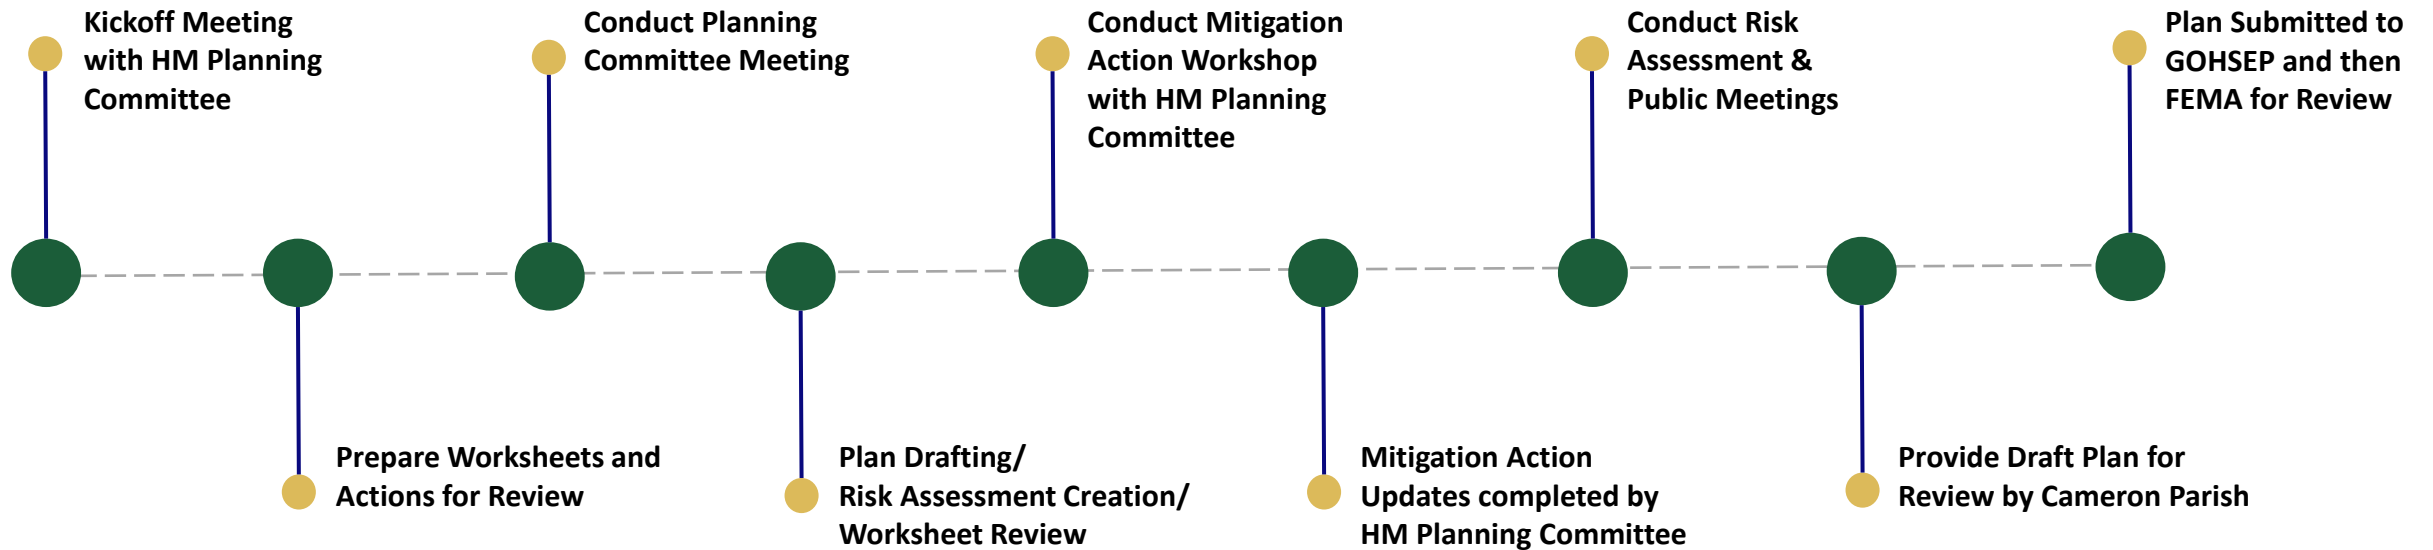 Kickoff Meeting
with HM Planning
Committee
Prepare Worksheets and
Actions for Review
Conduct Planning
Committee Meeting
Plan Drafting/
Risk Assessment Creation/
Worksheet Review
Conduct Mitigation
Action Workshop
with HM Planning
Committee
Mitigation Action
Updates completed by
HM Planning Committee
Conduct Risk
Assessment &
Public Meetings
Provide Draft Plan for
Review by Cameron Parish
Plan Submitted to
GOHSEP and then
FEMA for Review